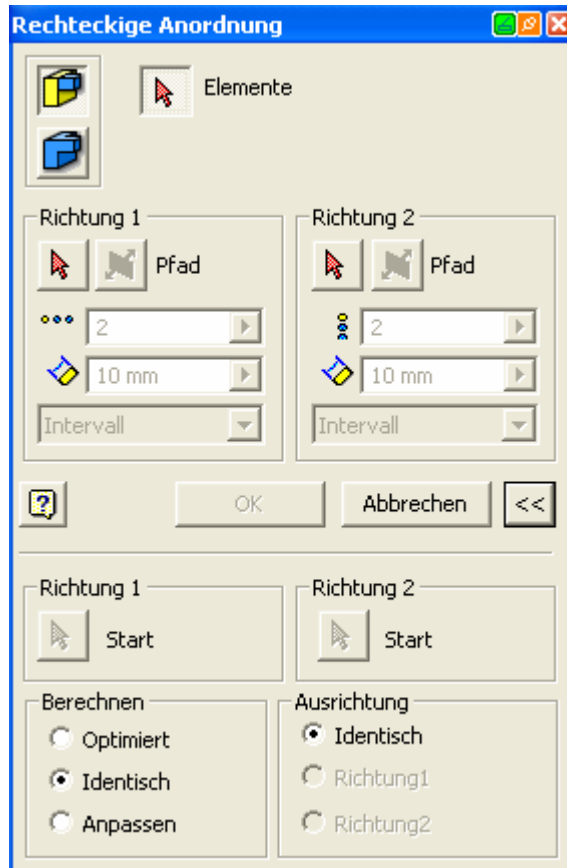 Rechteckige Anordnung
Elemente
Richtung 1
Pfad
2
10 mm
Intervall
Richtung 2
Pfad
2
10 mm
Intervall
?
OK
Abbrechen
<<
Richtung 1
Start
Richtung 2
Start
Berechnen
Optimiert
Identisch
Anpassen
Ausrichtung
Identisch
Richtung1
Richtung2